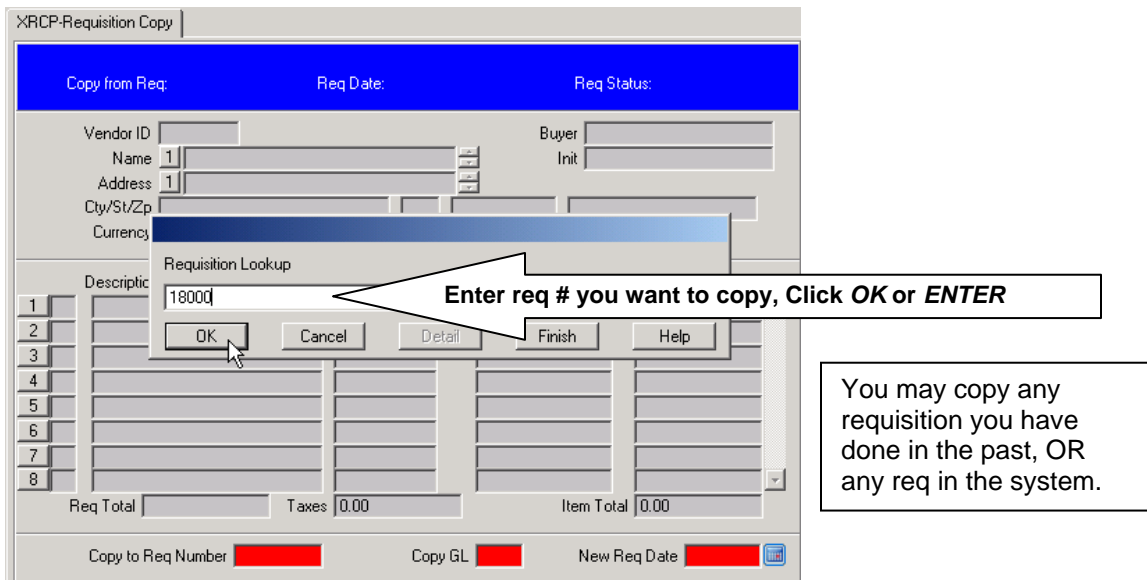 XRCP-Requisition Copy
Copy from Req: Req Date: Req Status:
Vendor ID Buyer
Name 1 Init
Address 1
Cty/St/Zp
Currency
Requisition Lookup
Descriptic
18000
Enter req # you want to copy, Click OK or ENTER
OK Cancel Detail Finish Help
1
2
3
4
5
6
7
8
You may copy any
requisition you have
done in the past, OR
any req in the system.
Req Total Taxes 0.00 Item Total 0.00
Copy to Req Number Copy GL New Req Date